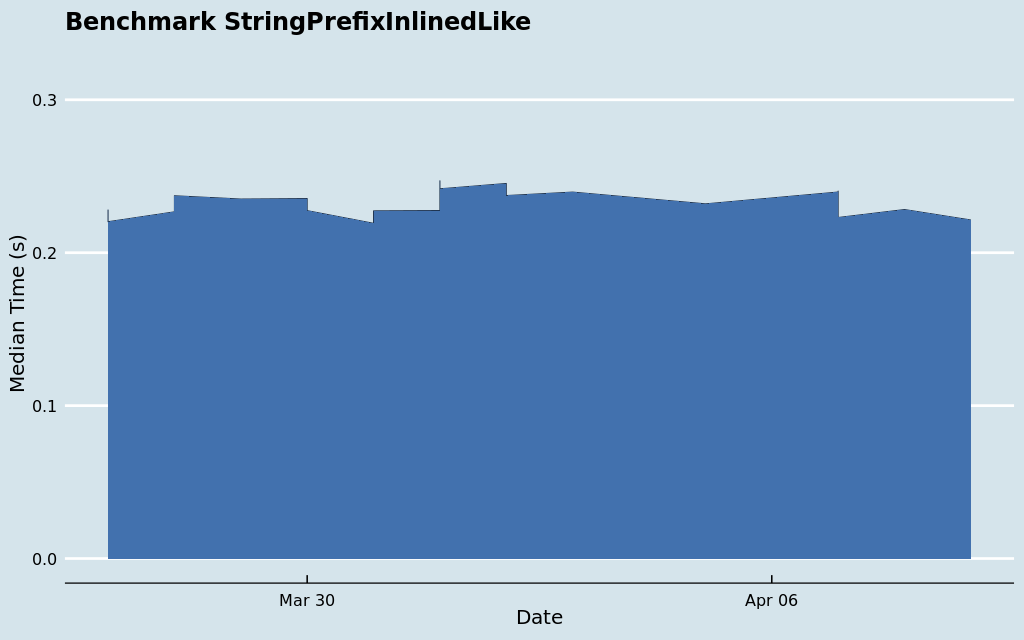 Benchmark StringPrefixInlinedLike
0.3
0.2
0.1
0.0
Median Time (s)
Mar 30
Apr 06
Date